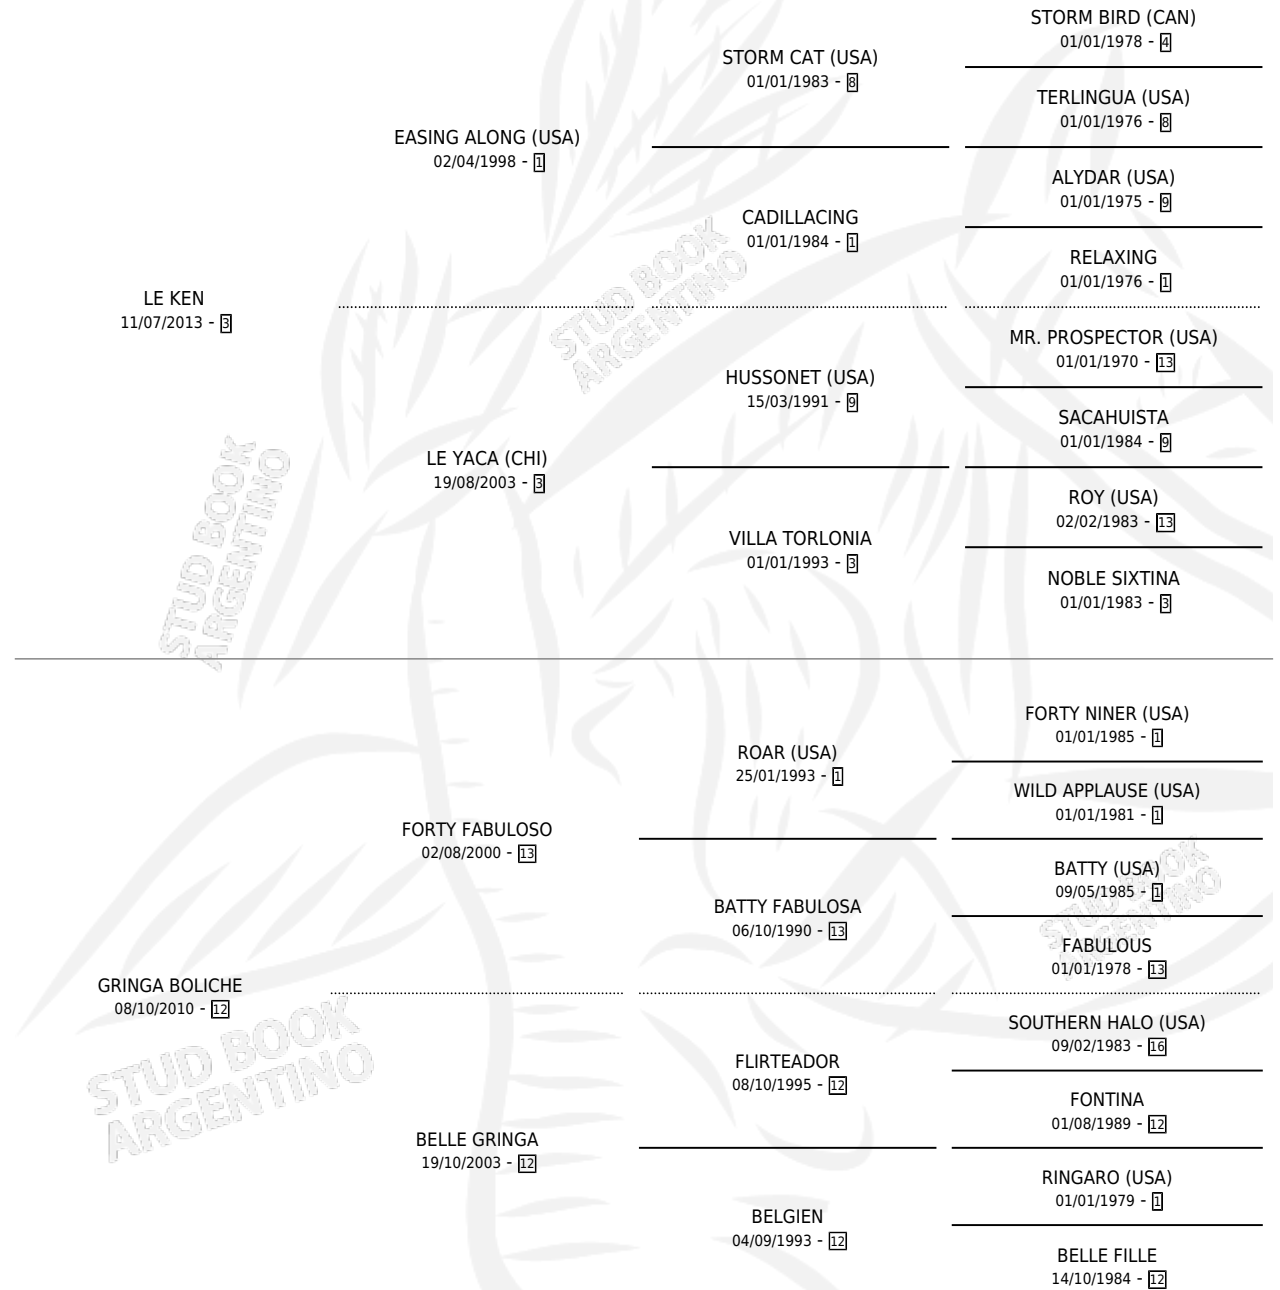 STORM BIRD (CAN)
01/01/1978 - 4
STORM CAT (USA)
01/01/1983 - 8
TERLINGUA (USA)
01/01/1976 - 8
EASING ALONG (USA)
02/04/1998 - 1
ALYDAR (USA)
01/01/1975 - 9
CADILLACING
01/01/1984 - 1
RELAXING
01/01/1976 - 1
LE KEN
11/07/2013 - 3
MR. PROSPECTOR (USA)
01/01/1970 - 13
HUSSONET (USA)
15/03/1991 - 9
SACAHUISTA
01/01/1984 - 9
LE YACA (CHI)
19/08/2003 - 3
ROY (USA)
02/02/1983 - 13
VILLA TORLONIA
01/01/1993 - 3
NOBLE SIXTINA
01/01/1983 - 3
STUD BOOK
ARGENTINO
STUD BOOK
ARGENTINO
FORTY NINER (USA)
01/01/1985 - 1
ROAR (USA)
25/01/1993 - 1
WILD APPLAUSE (USA)
01/01/1981 - 1
FORTY FABULOSO
02/08/2000 - 13
BATTY (USA)
09/05/1985 - 1
BATTY FABULOSA
06/10/1990 - 13
FABULOUS
01/01/1978 - 13
GRINGA BOLICHE
08/10/2010 - 12
SOUTHERN HALO (USA)
09/02/1983 - 16
FLIRTEADOR
08/10/1995 - 12
FONTINA
01/08/1989 - 12
BELLE GRINGA
19/10/2003 - 12
RINGARO (USA)
01/01/1979 - 1
BELGIEN
04/09/1993 - 12
BELLE FILLE
14/10/1984 - 12
STUD BOOK
ARGENTINO
STUD BOOK
ARGENTINO